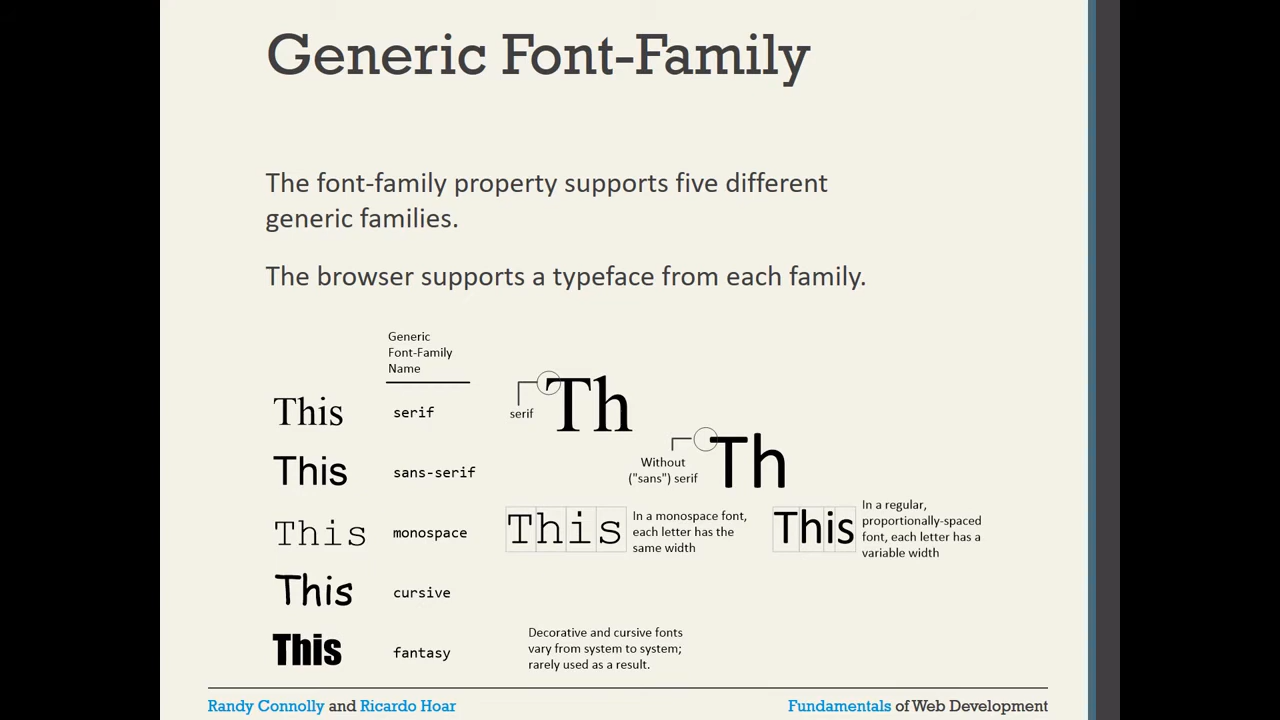 Generic Font-Family
The font-family property supports five different
generic families.
The browser supports a typeface from each family.
Generic
Font-Family
Name
This
serif
serif
Th
This
sans-serif
Without
("sans") serif
Th
This
monospace
This
In a monospace font,
each letter has the
same width
This
In a regular,
proportionally-spaced
font, each letter has a
variable width
This
cursive
This
fantasy
Decorative and cursive fonts
vary from system to system;
rarely used as a result.
Randy Connolly and Ricardo Hoar
Fundamentals of Web Development